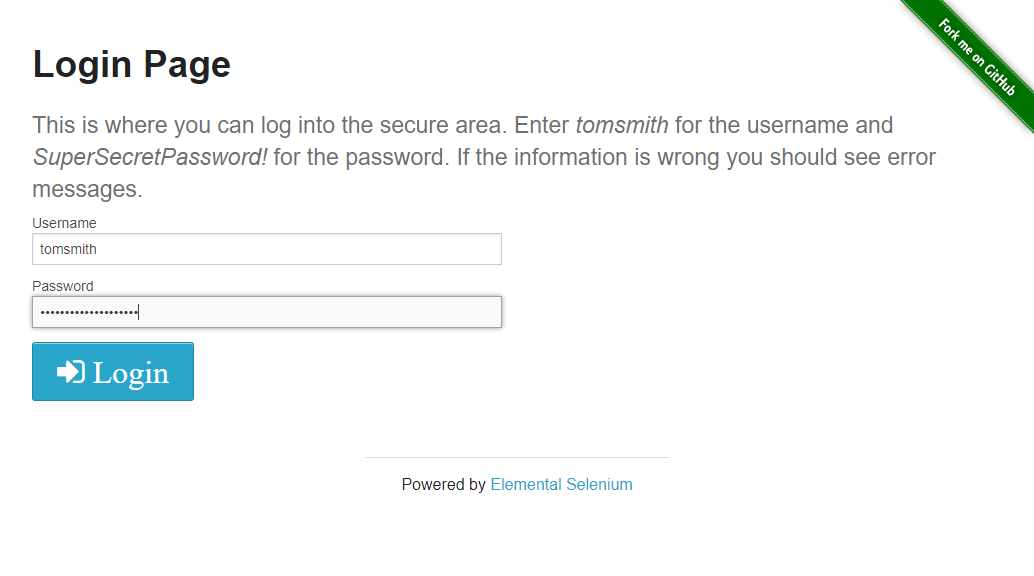 Fork me on GitHub
Login Page
This is where you can log into the secure area. Enter tomsmith for the username and
SuperSecretPassword! for the password. If the information is wrong you should see error
messages.
Username
tomsmith
Password
••••••••••••••••••••
Login
Powered by Elemental Selenium